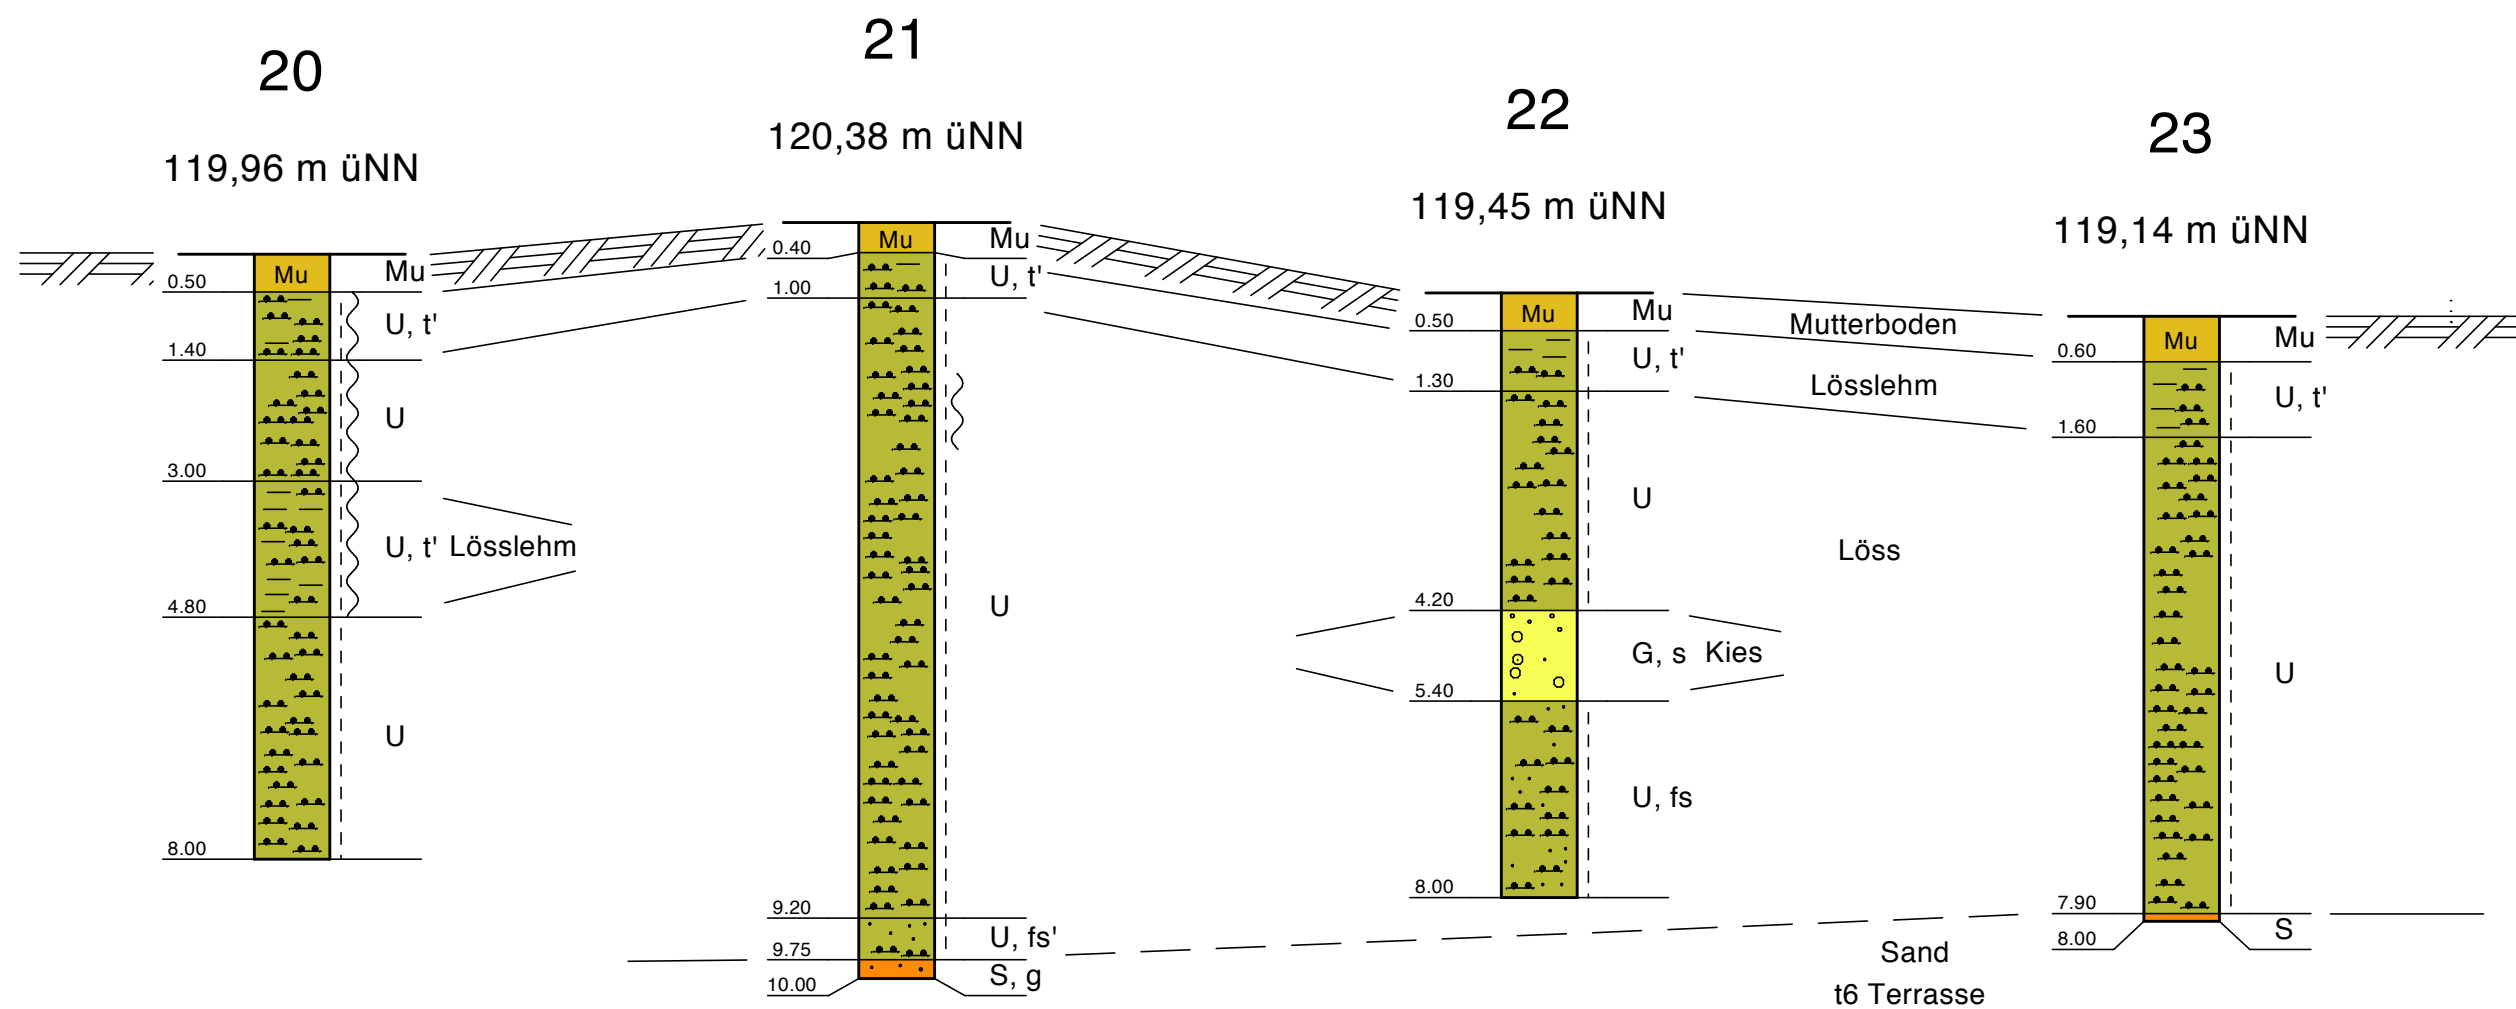 20
119,96 m üNN
Mu
Mu
0.50
U, t'
1.40
U
3.00
U, t' Lösslehm
4.80
U
8.00
21
120,38 m üNN
Mu
Mu
0.40
U, t'
1.00
U
9.20
U, fs'
9.75
S, g
10.00
22
119,45 m üNN
Mu
Mu
0.50
U, t'
1.30
U
4.20
G, s Kies
5.40
U, fs
8.00
Mutterboden
Lösslehm
Löss
Sand
t6 Terrasse
23
119,14 m üNN
Mu
Mu
0.60
U, t'
1.60
U
7.90
S
8.00